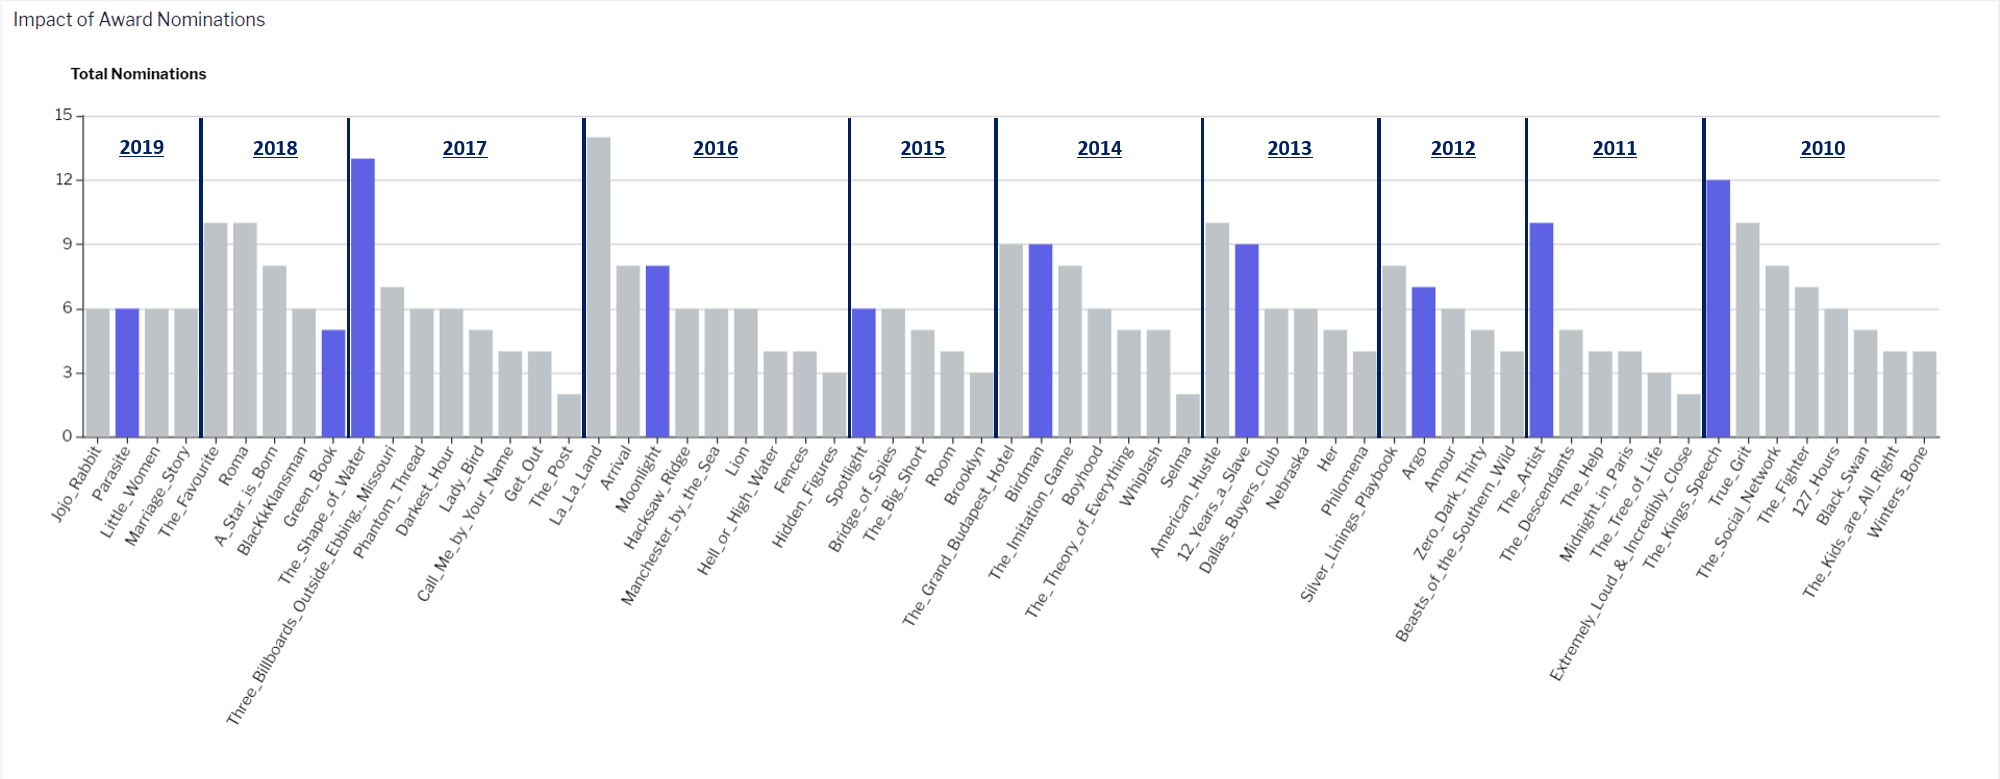 Impact of Award Nominations
Total Nominations
15
12
9
6
3
0
2019
2018
2017
2016
2015
2014
2013
2012
2011
2010
Jojo_Rabbit
Parasite
Little_Women
Marriage_Story
The_Favourite
Roma
A_Star_is_Born
BlacKkKlansman
Green_Book
The_Shape_of_Water
Three_Billboards_Outside_Ebbing,_Missouri
Phantom_Thread
Darkest_Hour
Lady_Bird
Call_Me_by_Your_Name
Get_Out
The_Post
La_La_Land
Arrival
Moonlight
Hacksaw_Ridge
Manchester_by_the_Sea
Lion
Hell_or_High_Water
Fences
Hidden_Figures
Spotlight
Bridge_of_Spies
The_Big_Short
Room
Brooklyn
The_Grand_Budapest_Hotel
Birdman
The_Imitation_Game
Boyhood
The_Theory_of_Everything
Whiplash
Selma
American_Hustle
12_Years_a_Slave
Dallas_Buyers_Club
Nebraska
Her
Philomena
Silver_Linings_Playbook
Argo
Amour
Zero_Dark_Thirty
Beasts_of_the_Southern_Wild
The_Artist
The_Descendants
The_Help
Midnight_in_Paris
The_Tree_of_Life
Extremely_Loud_&_Incredibly_Close
The_Kings_Speech
True_Grit
The_Social_Network
The_Fighter
127_Hours
Black_Swan
The_Kids_are_All_Right
Winters_Bone